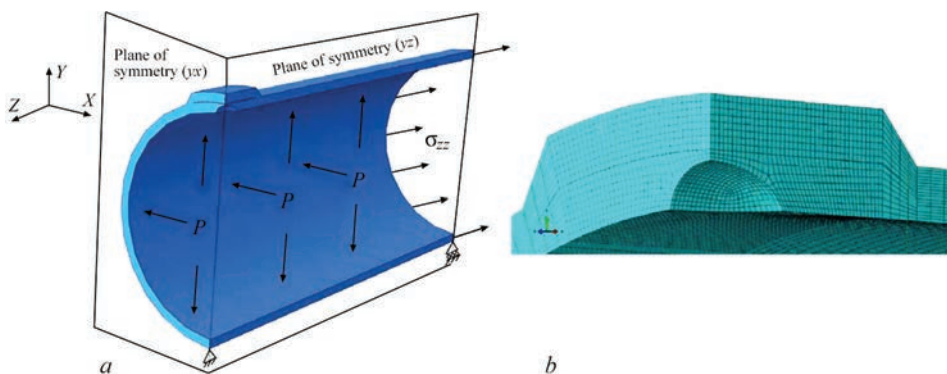 Plane of
symmetry (yx)
Plane of symmetry (yz)
Y
Z
X
σzz
P
P
P
a
b